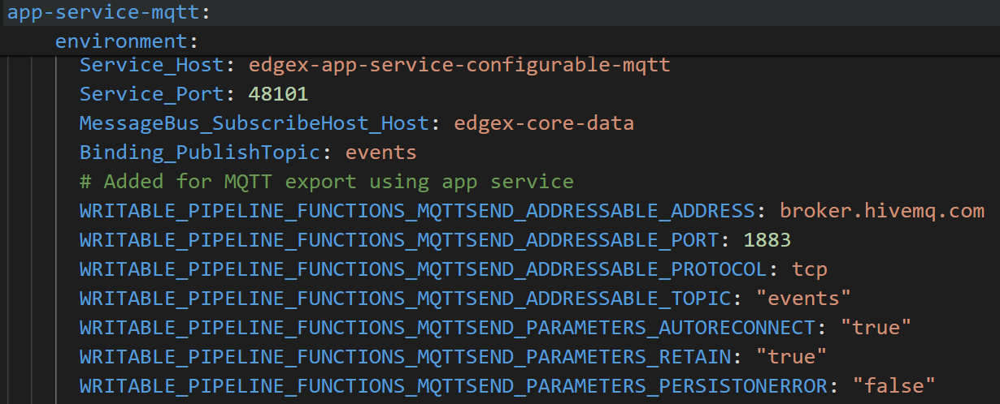 app-service-mqtt:
environment:
Service_Host: edgex-app-service-configurable-mqtt
Service_Port: 48101
MessageBus_SubscribeHost_Host: edgex-core-data
Binding_PublishTopic: events
# Added for MQTT export using app service
WRITABLE_PIPELINE_FUNCTIONS_MQTTSEND_ADDRESSABLE_ADDRESS: broker.hivemq.com
WRITABLE_PIPELINE_FUNCTIONS_MQTTSEND_ADDRESSABLE_PORT: 1883
WRITABLE_PIPELINE_FUNCTIONS_MQTTSEND_ADDRESSABLE_PROTOCOL: tcp
WRITABLE_PIPELINE_FUNCTIONS_MQTTSEND_ADDRESSABLE_TOPIC: "events"
WRITABLE_PIPELINE_FUNCTIONS_MQTTSEND_PARAMETERS_AUTORECONNECT: "true"
WRITABLE_PIPELINE_FUNCTIONS_MQTTSEND_PARAMETERS_RETAIN: "true"
WRITABLE_PIPELINE_FUNCTIONS_MQTTSEND_PARAMETERS_PERSISTONERROR: "false"